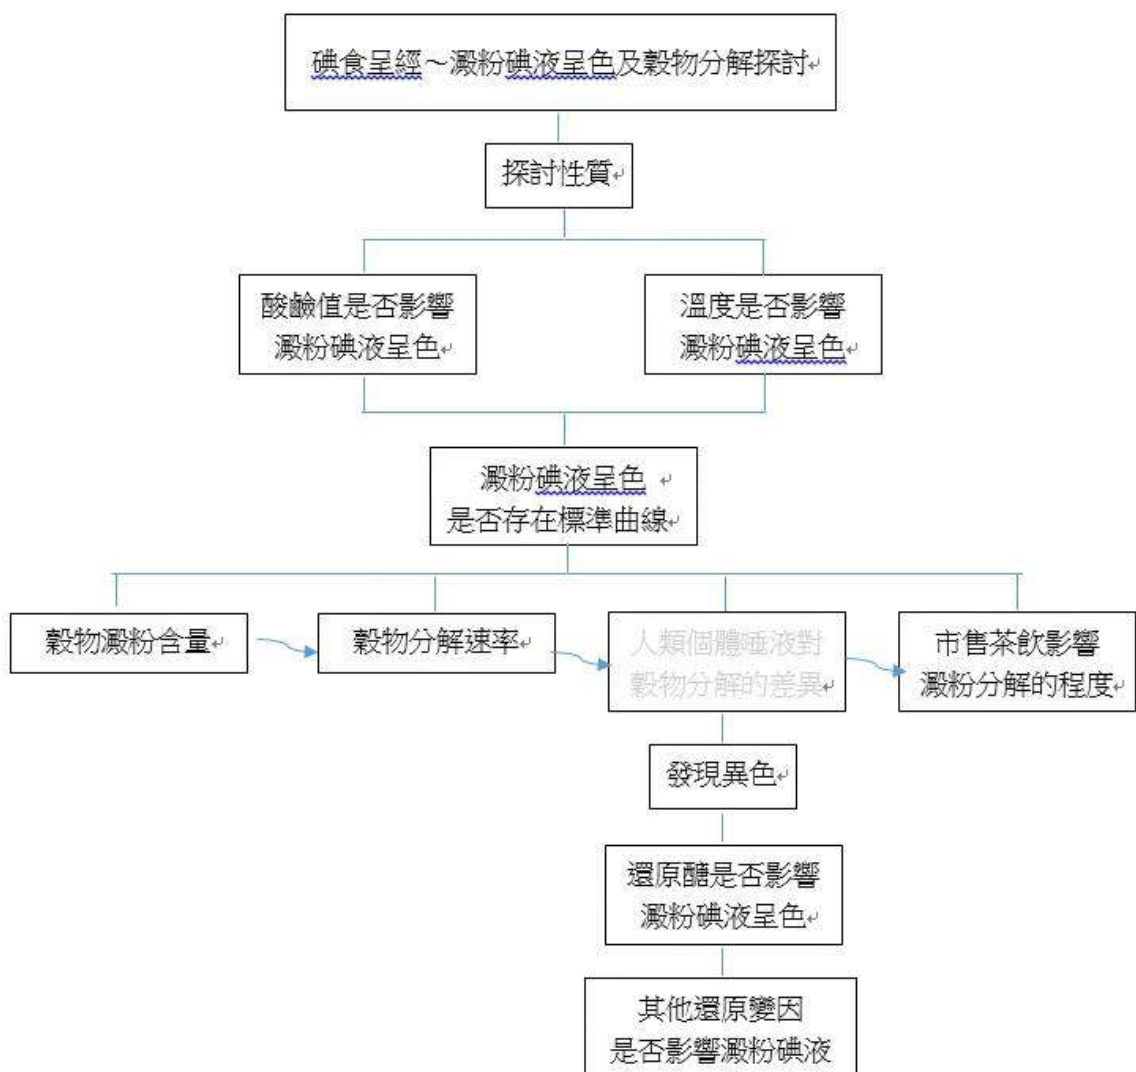 碘食呈經～澱粉碘液呈色及穀物分解探討
探討性質
酸鹼值是否影響
澱粉碘液呈色
溫度是否影響
澱粉碘液呈色
澱粉碘液呈色
是否存在標準曲線
穀物澱粉含量
穀物分解速率
人類個體唾液對
穀物分解的差異
市售茶飲影響
澱粉分解的程度
發現異色
還原醣是否影響
澱粉碘液呈色
其他還原變因
是否影響澱粉碘液